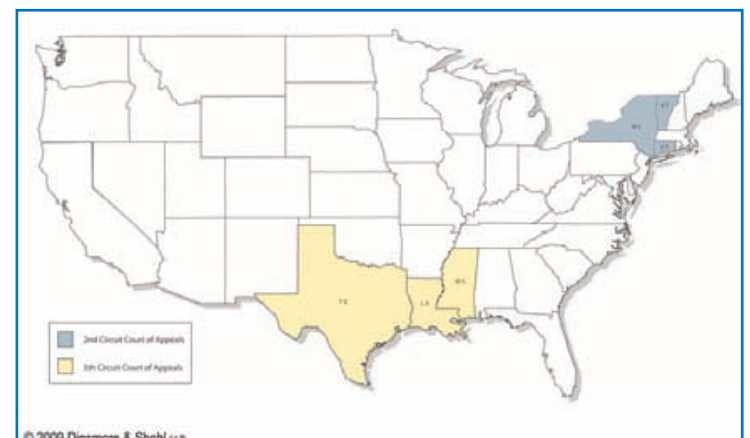 VT
NY
CT
TX
LA
MS
2nd Circuit Court of Appeals
5th Circuit Court of Appeals
© 2009 Dinsmore & Shohl LLP